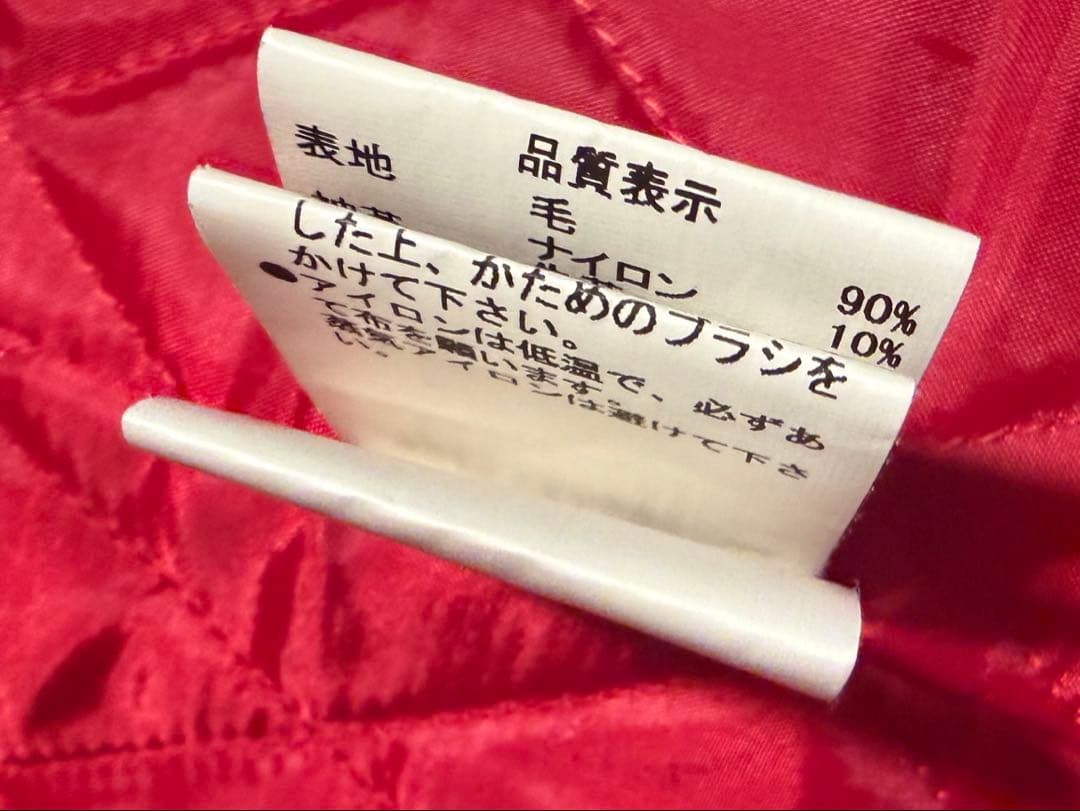 品質表示
表地 毛 90%
ナイロン 10%
した上、かためのブラシを
かけて下さい。
●アイロンは低温で、必ずあ
て布を願います。
蒸気アイロンは避けて下さ
い。